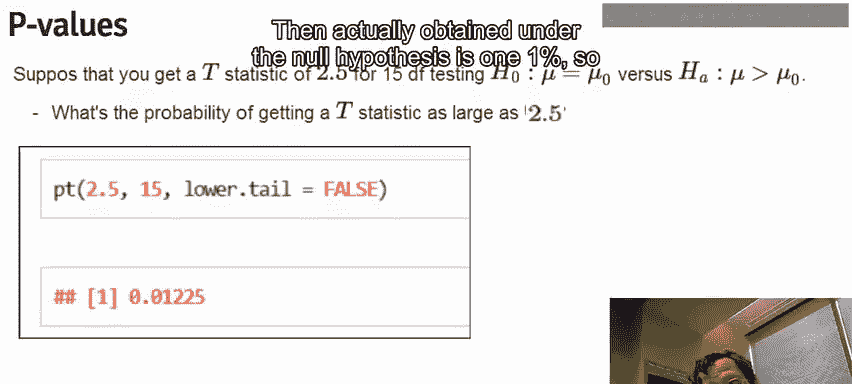 P-values
Then actually obtained under
the null hypothesis is one 1%, so
Suppos that you get a T statistic of 2.5 for 15 df testing H₀ : μ = μ₀ versus Hₐ : μ > μ₀.
- What's the probability of getting a T statistic as large as '2.5'
pt(2.5, 15, lower.tail = FALSE)
## [1] 0.01225